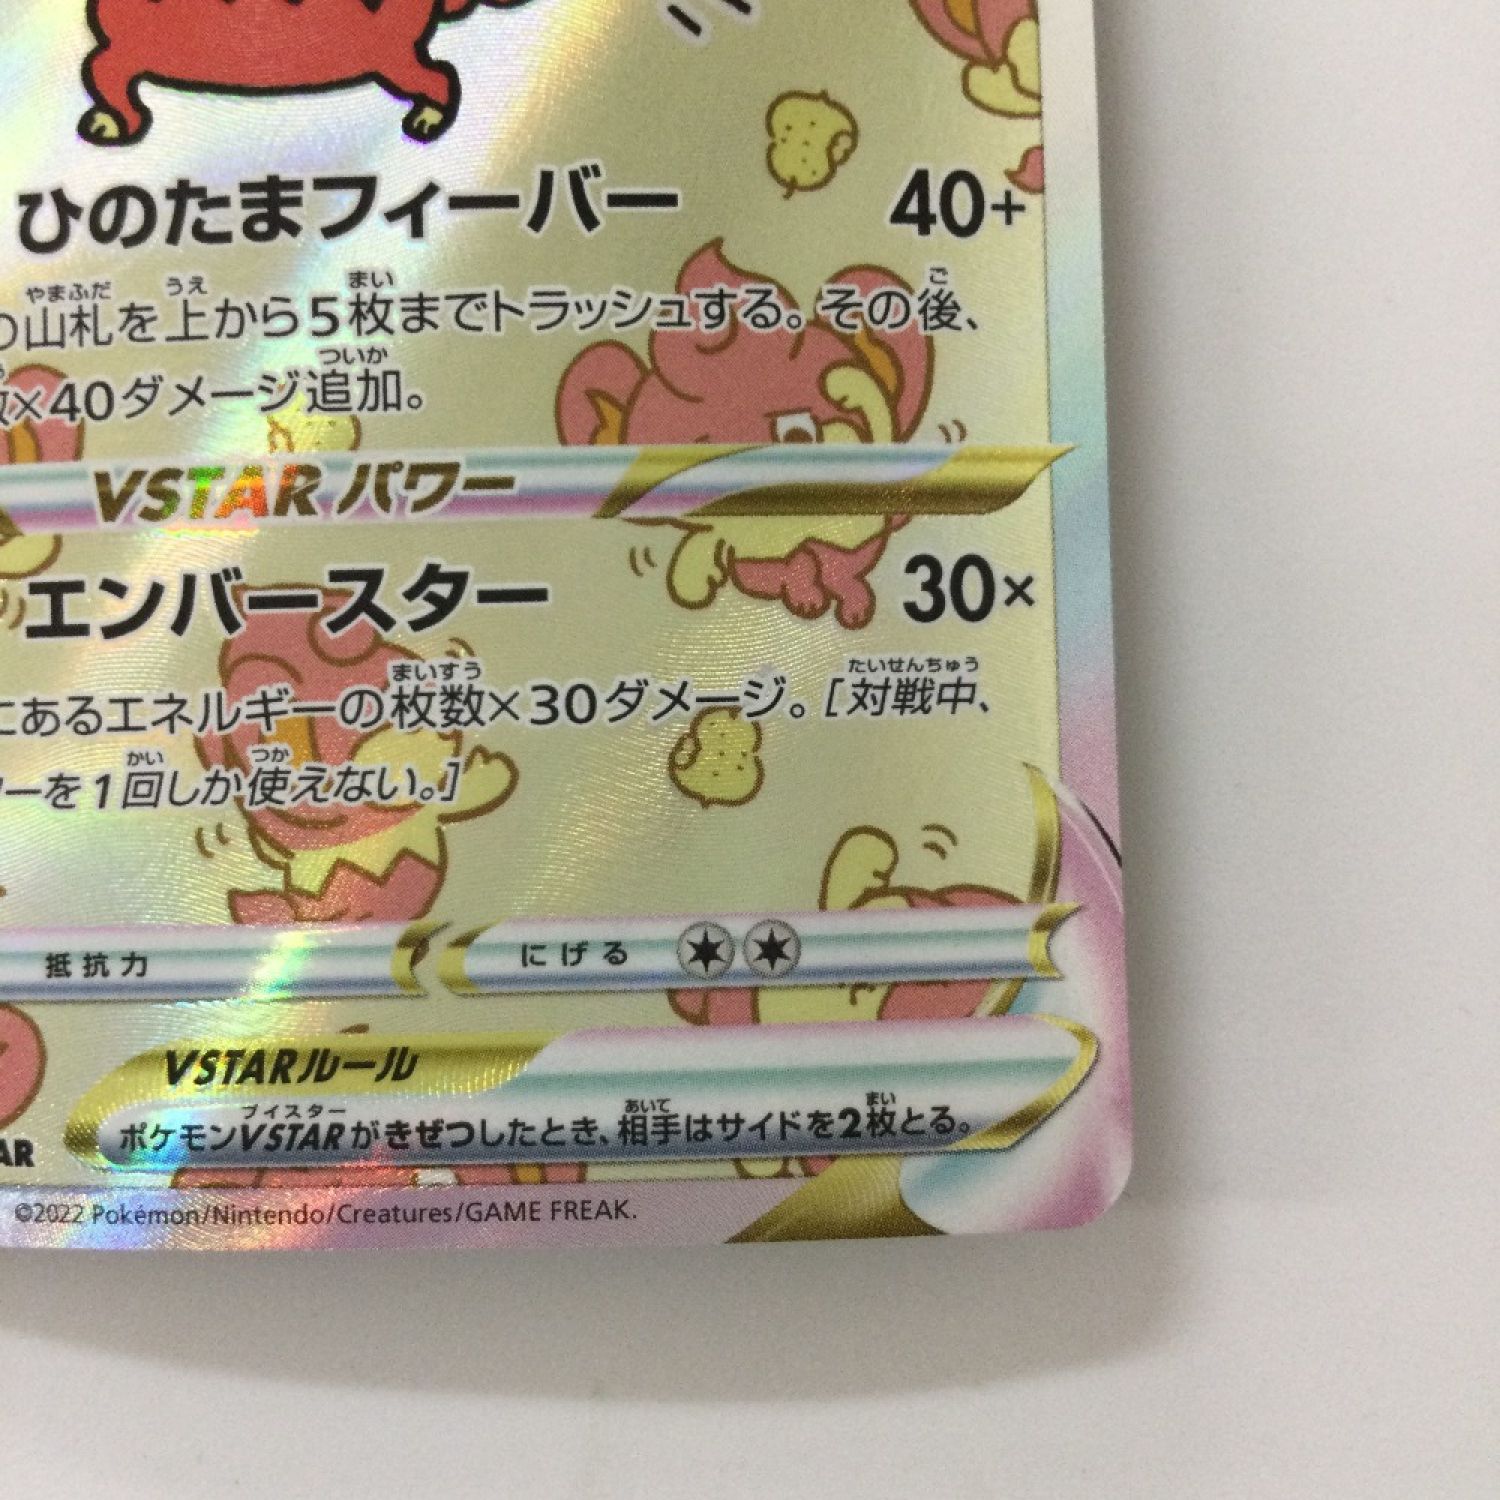 ひのたまフィーバー 40+
やまふだ うえ まい ご
の山札を上から5枚までトラッシュする。その後、
ついか
数×40ダメージ追加。
VSTARパワー
エンバースター 30×
まいすう たいせんちゅう
にあるエネルギーの枚数×30ダメージ。[対戦中、
かい つか
ーを1回しか使えない。]
抵抗力 にげる
VSTARルール
ブイスター あいて まい
ポケモンVSTARがきぜつしたとき、相手はサイドを2枚とる。
AR
©2022 Pokémon/Nintendo/Creatures/GAME FREAK.